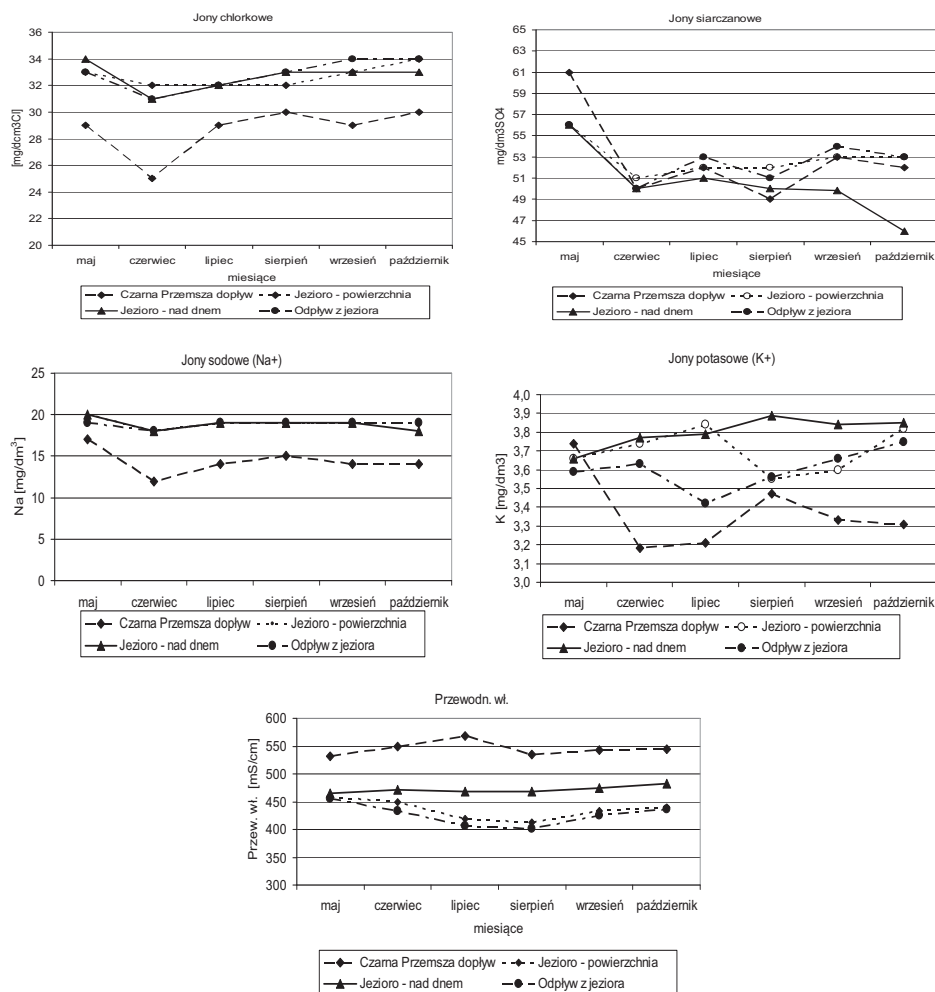 Jony chlorkowe
[mg/dcm3Cl]
36
34
32
30
28
26
24
22
20
maj czerwiec lipiec sierpień wrzesień październik
miesiące
Czarna Przemsza dopływ Jezioro - powierzchnia
Jezioro - nad dnem Odpływ z jeziora
Jony siarczanowe
mg/dm3SO4
65
63
61
59
57
55
53
51
49
47
45
maj czerwiec lipiec sierpień wrzesień październik
miesiące
Czarna Przemsza dopływ Jezioro - powierzchnia
Jezioro - nad dnem Odpływ z jeziora
Jony sodowe (Na+)
Na [mg/dm³]
25
20
15
10
5
0
maj czerwiec lipiec sierpień wrzesień październik
Czarna Przemsza dopływ Jezioro - powierzchnia
Jezioro - nad dnem Odpływ z jeziora
Jony potasowe (K+)
K [mg/dm3]
4,0
3,9
3,8
3,7
3,6
3,5
3,4
3,3
3,2
3,1
3,0
maj czerwiec lipiec sierpień wrzesień październik
Czarna Przemsza dopływ Jezioro - powierzchnia
Jezioro - nad dnem Odpływ z jeziora
Przewodn. wł.
Przew. wł. [mS/cm]
600
550
500
450
400
350
300
maj czerwiec lipiec sierpień wrzesień październik
miesiące
Czarna Przemsza dopływ Jezioro - powierzchnia
Jezioro - nad dnem Odpływ z jeziora